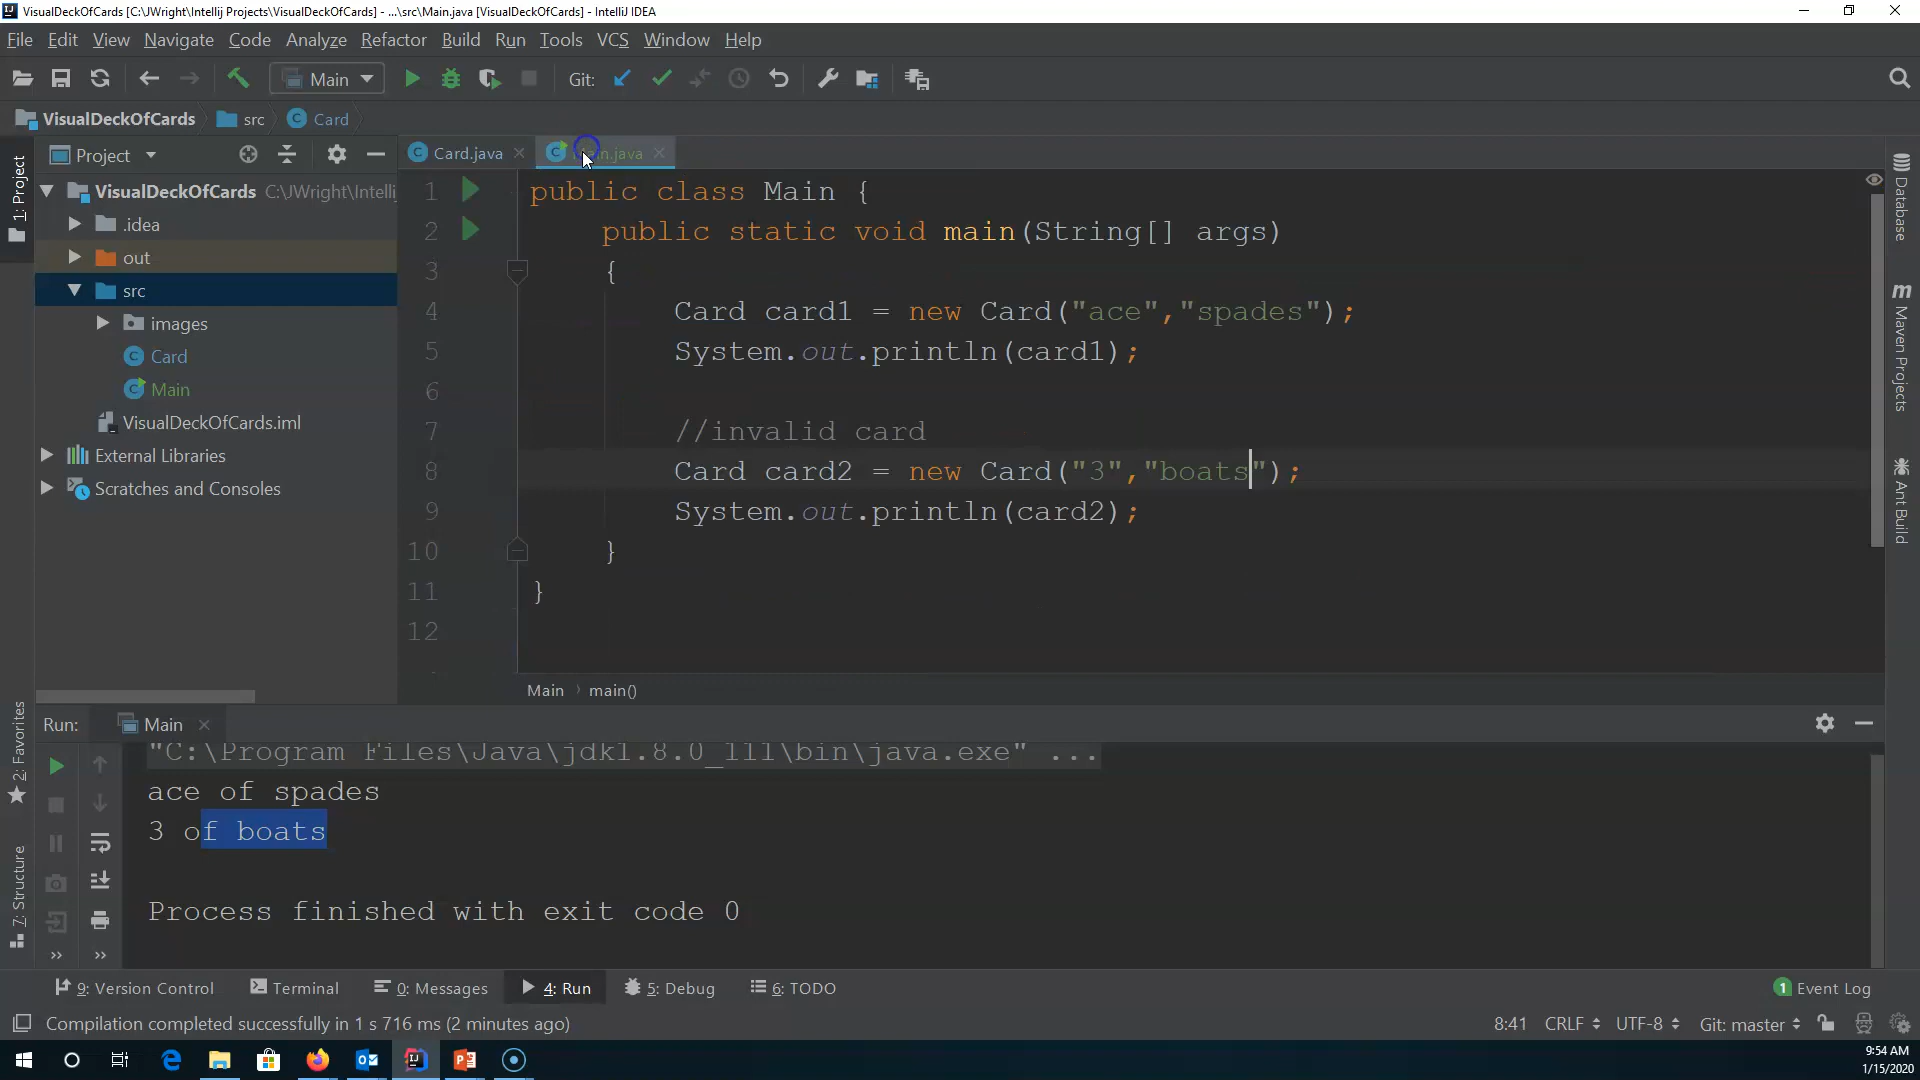 VisualDeckOfCards [C:\JWright\Intellij Projects\VisualDeckOfCards] - ...\src\Main.java [VisualDeckOfCards] - IntelliJ IDEA
File Edit View Navigate Code Analyze Refactor Build Run Tools VCS Window Help
Main Git:
VisualDeckOfCards src Card
1: Project
Project
Card.java
VisualDeckOfCards C:\JWright\Intelli
.idea
out
src
images
Card
Main
VisualDeckOfCards.iml
External Libraries
Scratches and Consoles
1 public class Main {
2 public static void main(String[] args)
3 {
4 Card card1 = new Card("ace","spades");
5 System.out.println(card1);
6
7 //invalid card
8 Card card2 = new Card("3","boats");
9 System.out.println(card2);
10 }
11 }
12
Main main()
Database
m Maven Projects
Ant Build
2: Favorites
7: Structure
Run: Main
"C:\Program Files\Java\jdk1.8.0_111\bin\java.exe" ...
ace of spades
3 of boats
Process finished with exit code 0
9: Version Control Terminal 0: Messages 4: Run 5: Debug 6: TODO 1 Event Log
Compilation completed successfully in 1 s 716 ms (2 minutes ago) 8:41 CRLF UTF-8 Git: master
9:54 AM
1/15/2020